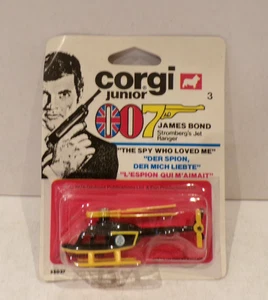 corgi
junior
007
3
JAMES BOND
Stromberg's Jet
Ranger
"THE SPY WHO LOVED ME"
"DER SPION,
DER MICH LIEBTE"
"L'ESPION QUI M'AIMAIT"